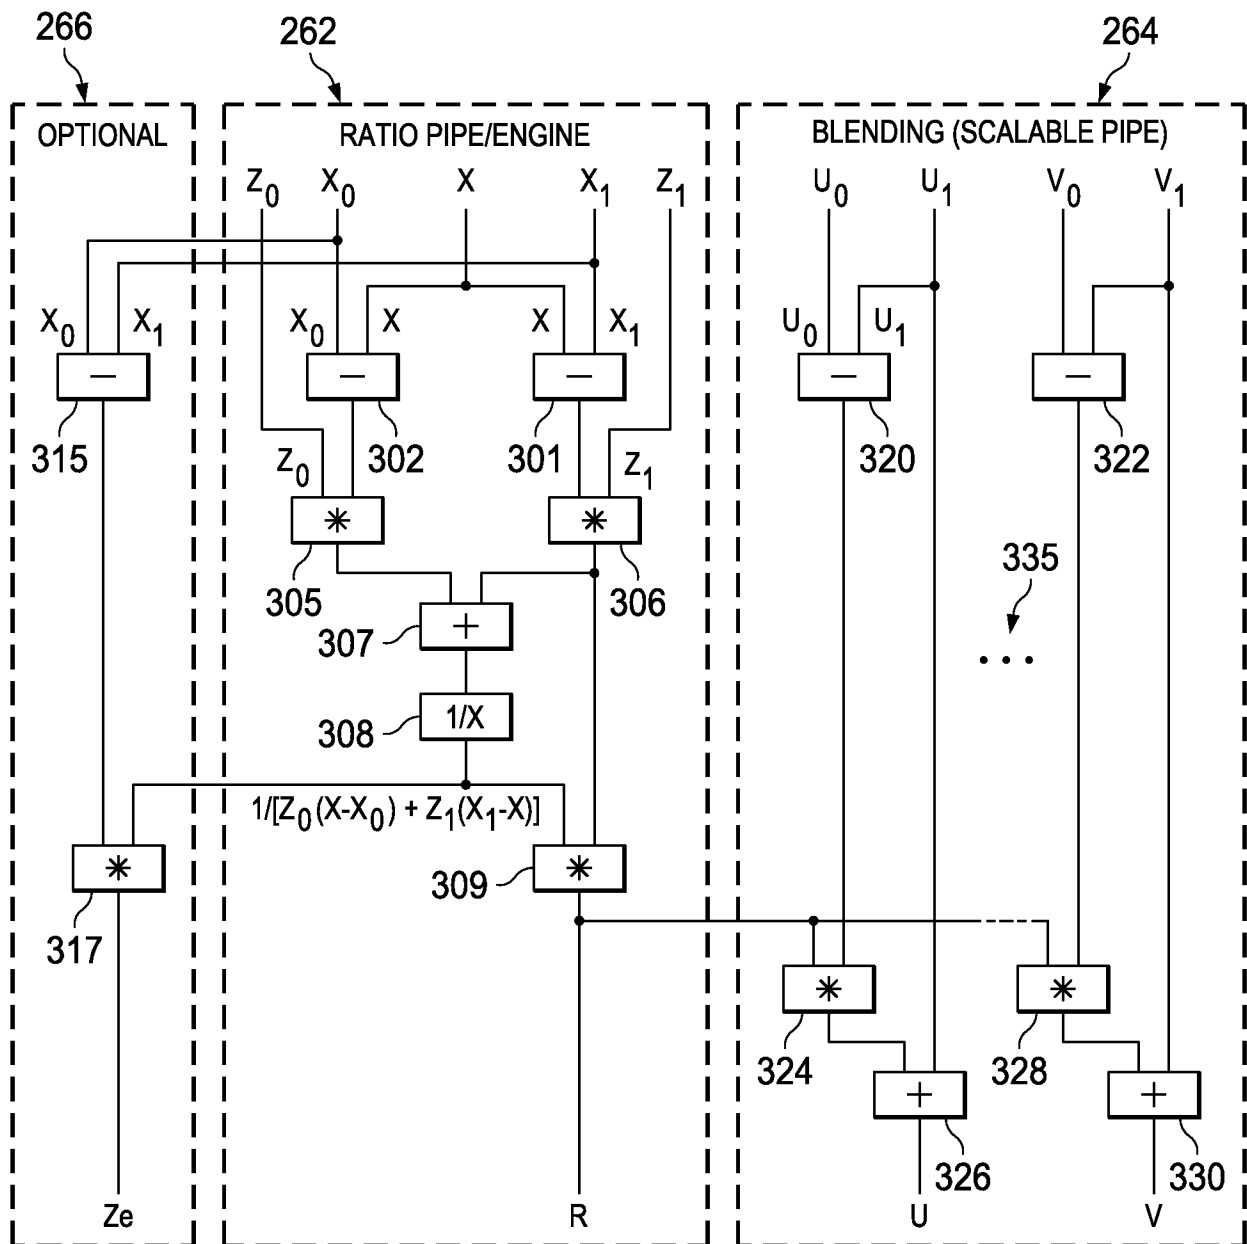 266
262
264
OPTIONAL
RATIO PIPE/ENGINE
BLENDING (SCALABLE PIPE)
Z0 X0 X X1 Z1
U0 U1 V0 V1
X0 X1
X0 X
X X1
U0 U1
−
−
−
−
−
315
302
301
320
322
Z0
Z1
*
*
305
306
335
...
+
307
1/X
308
1/[Z0(X-X0) + Z1(X1-X)]
*
*
309
317
*
*
324
328
+
+
326
330
Ze
R
U
V